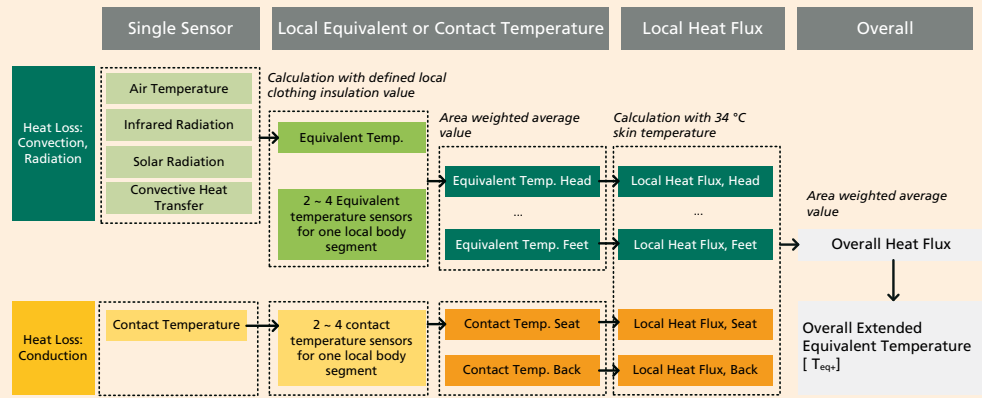 Single Sensor
Local Equivalent or Contact Temperature
Local Heat Flux
Overall
Heat Loss:
Convection,
Radiation
Air Temperature
Infrared Radiation
Solar Radiation
Convective Heat
Transfer
Calculation with defined local
clothing insulation value
Equivalent Temp.
2 ~ 4 Equivalent
temperature sensors
for one local body
segment
Area weighted average
value
Equivalent Temp. Head
...
Equivalent Temp. Feet
Calculation with 34 °C
skin temperature
Local Heat Flux, Head
...
Local Heat Flux, Feet
Area weighted average
value
Overall Heat Flux
Heat Loss:
Conduction
Contact Temperature
2 ~ 4 contact
temperature sensors
for one local body
segment
Contact Temp. Seat
Contact Temp. Back
Local Heat Flux, Seat
Local Heat Flux, Back
Overall Extended
Equivalent Temperature
[ Teq+]